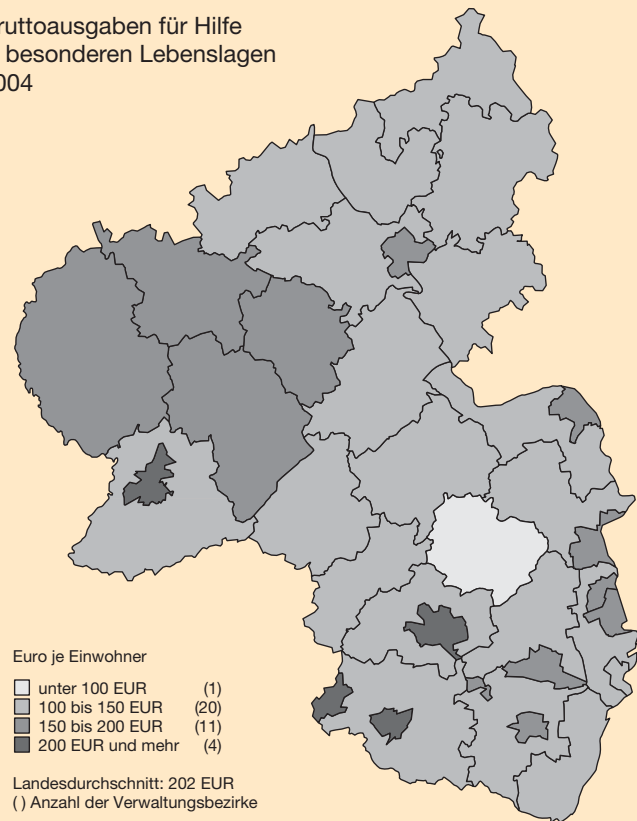 ruttoausgaben für Hilfe
besonderen Lebenslagen
004
Euro je Einwohner
unter 100 EUR (1)
100 bis 150 EUR (20)
150 bis 200 EUR (11)
200 EUR und mehr (4)
Landesdurchschnitt: 202 EUR
( ) Anzahl der Verwaltungsbezirke